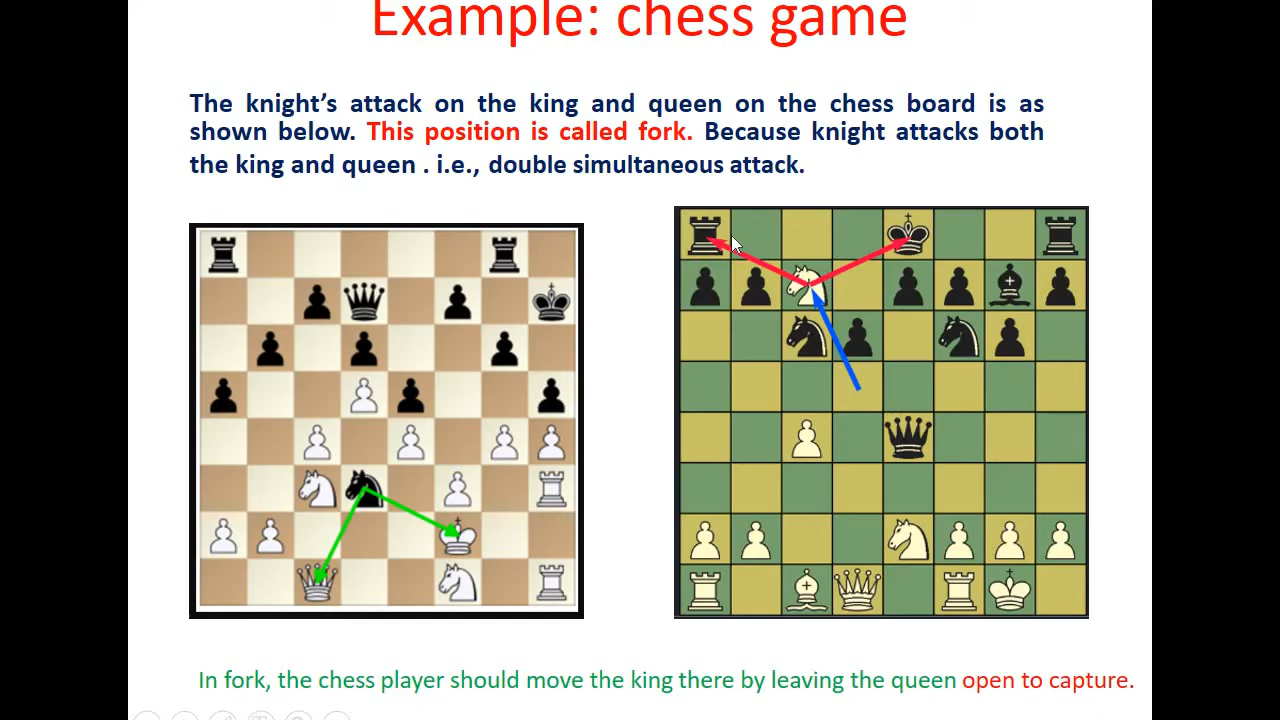 Example: chess game
The knight’s attack on the king and queen on the chess board is as
shown below. This position is called fork. Because knight attacks both
the king and queen . i.e., double simultaneous attack.
In fork, the chess player should move the king there by leaving the queen open to capture.